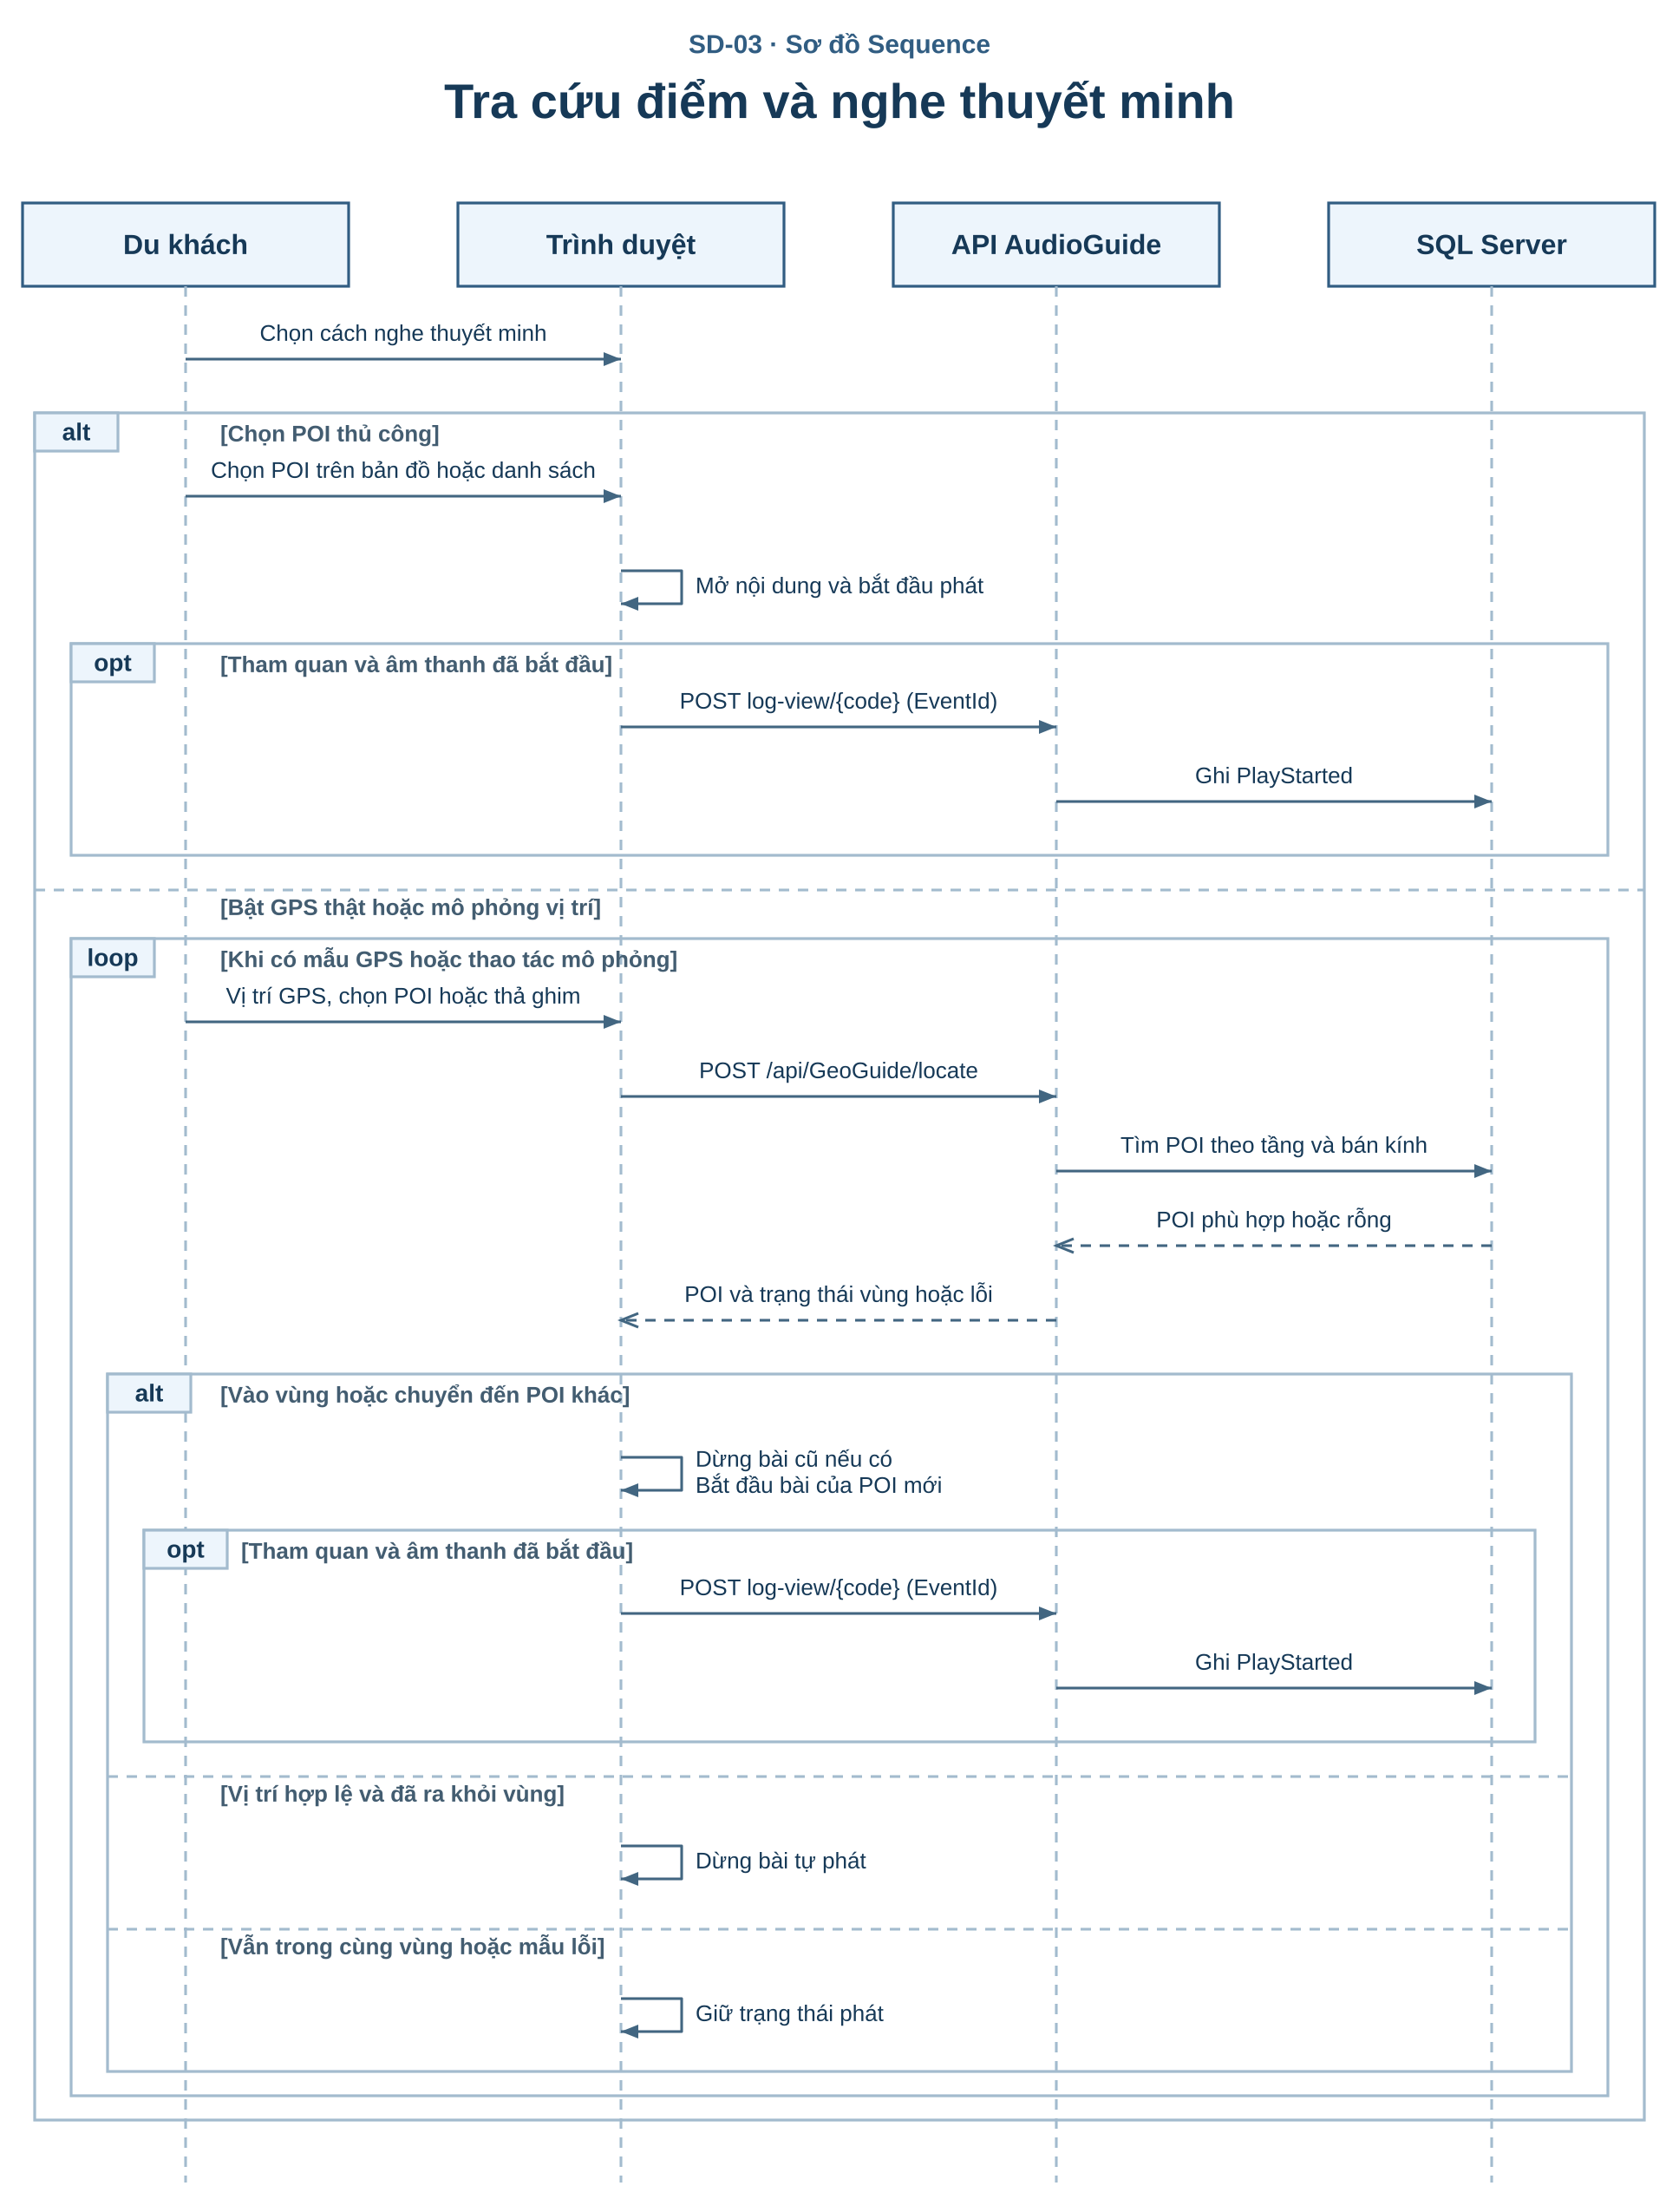 SD-03 · Sơ đồ Sequence
Tra cứu điểm và nghe thuyết minh
Du khách
Trình duyệt
API AudioGuide
SQL Server
Chọn cách nghe thuyết minh
alt
[Chọn POI thủ công]
Chọn POI trên bản đồ hoặc danh sách
Mở nội dung và bắt đầu phát
opt
[Tham quan và âm thanh đã bắt đầu]
POST log-view/{code} (EventId)
Ghi PlayStarted
[Bật GPS thật hoặc mô phỏng vị trí]
loop
[Khi có mẫu GPS hoặc thao tác mô phỏng]
Vị trí GPS, chọn POI hoặc thả ghim
POST /api/GeoGuide/locate
Tìm POI theo tầng và bán kính
POI phù hợp hoặc rỗng
POI và trạng thái vùng hoặc lỗi
alt
[Vào vùng hoặc chuyển đến POI khác]
Dừng bài cũ nếu có
Bắt đầu bài của POI mới
opt
[Tham quan và âm thanh đã bắt đầu]
POST log-view/{code} (EventId)
Ghi PlayStarted
[Vị trí hợp lệ và đã ra khỏi vùng]
Dừng bài tự phát
[Vẫn trong cùng vùng hoặc mẫu lỗi]
Giữ trạng thái phát